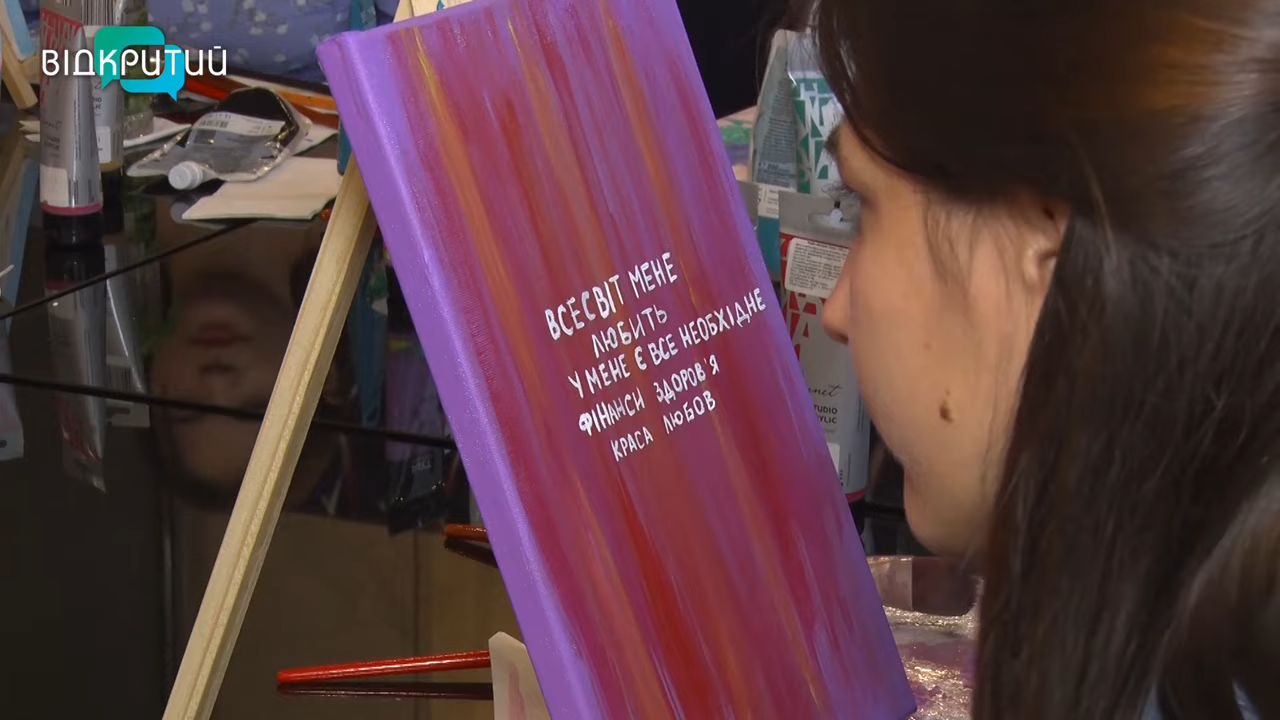 ВІДКРИТИЙ
ВСЕСВІТ МЕНЕ
ЛЮБИТЬ
У МЕНЕ Є ВСЕ НЕОБХІДНЕ
ФІНАНСИ ЗДОРОВ'Я
КРАСА ЛЮБОВ